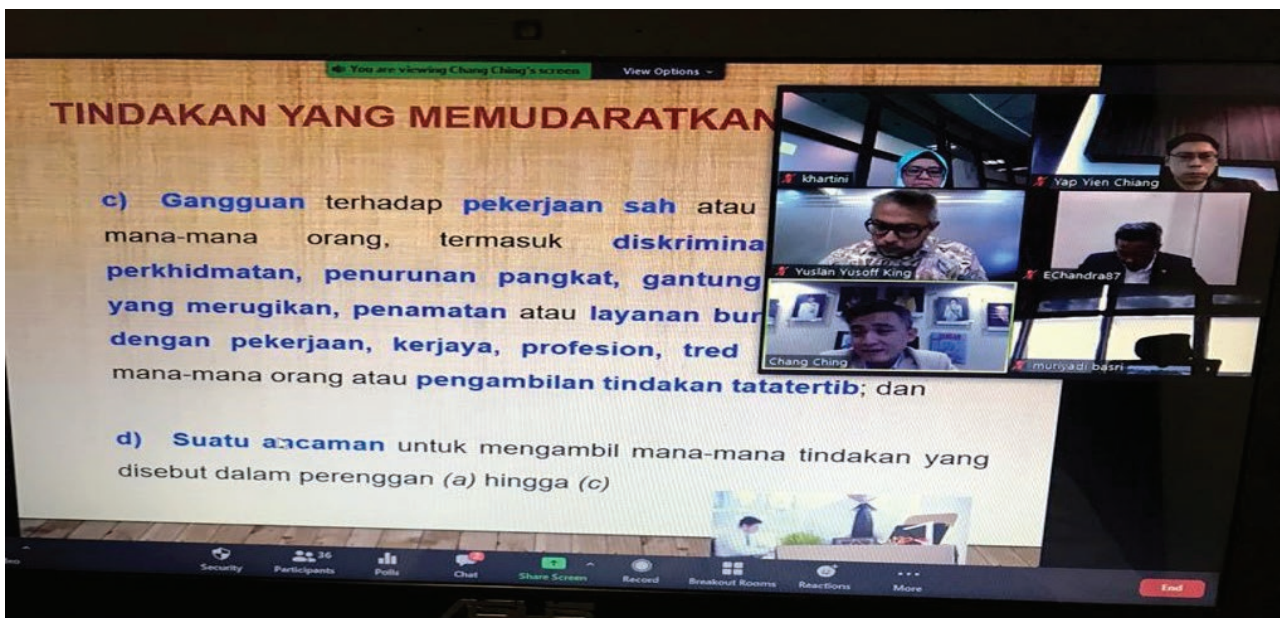 You are viewing Chang Ching's screen
View Options
TINDAKAN YANG MEMUDARATKAN
c) Gangguan terhadap pekerjaan sah atau
mana-mana orang, termasuk diskrimina
perkhidmatan, penurunan pangkat, gantung
yang merugikan, penamatan atau layanan bur
dengan pekerjaan, kerjaya, profesion, tred
mana-mana orang atau pengambilan tindakan tatatertib; dan
d) Suatu ancaman untuk mengambil mana-mana tindakan yang
disebut dalam perenggan (a) hingga (c)
khartini
Yap Yien Chiang
Yuslan Yusoff King
EChandra87
Chang Ching
muriyadi basri
Security
Participants 36
Polls
Chat
Share Screen
Record
Breakout Rooms
Reactions
More
End